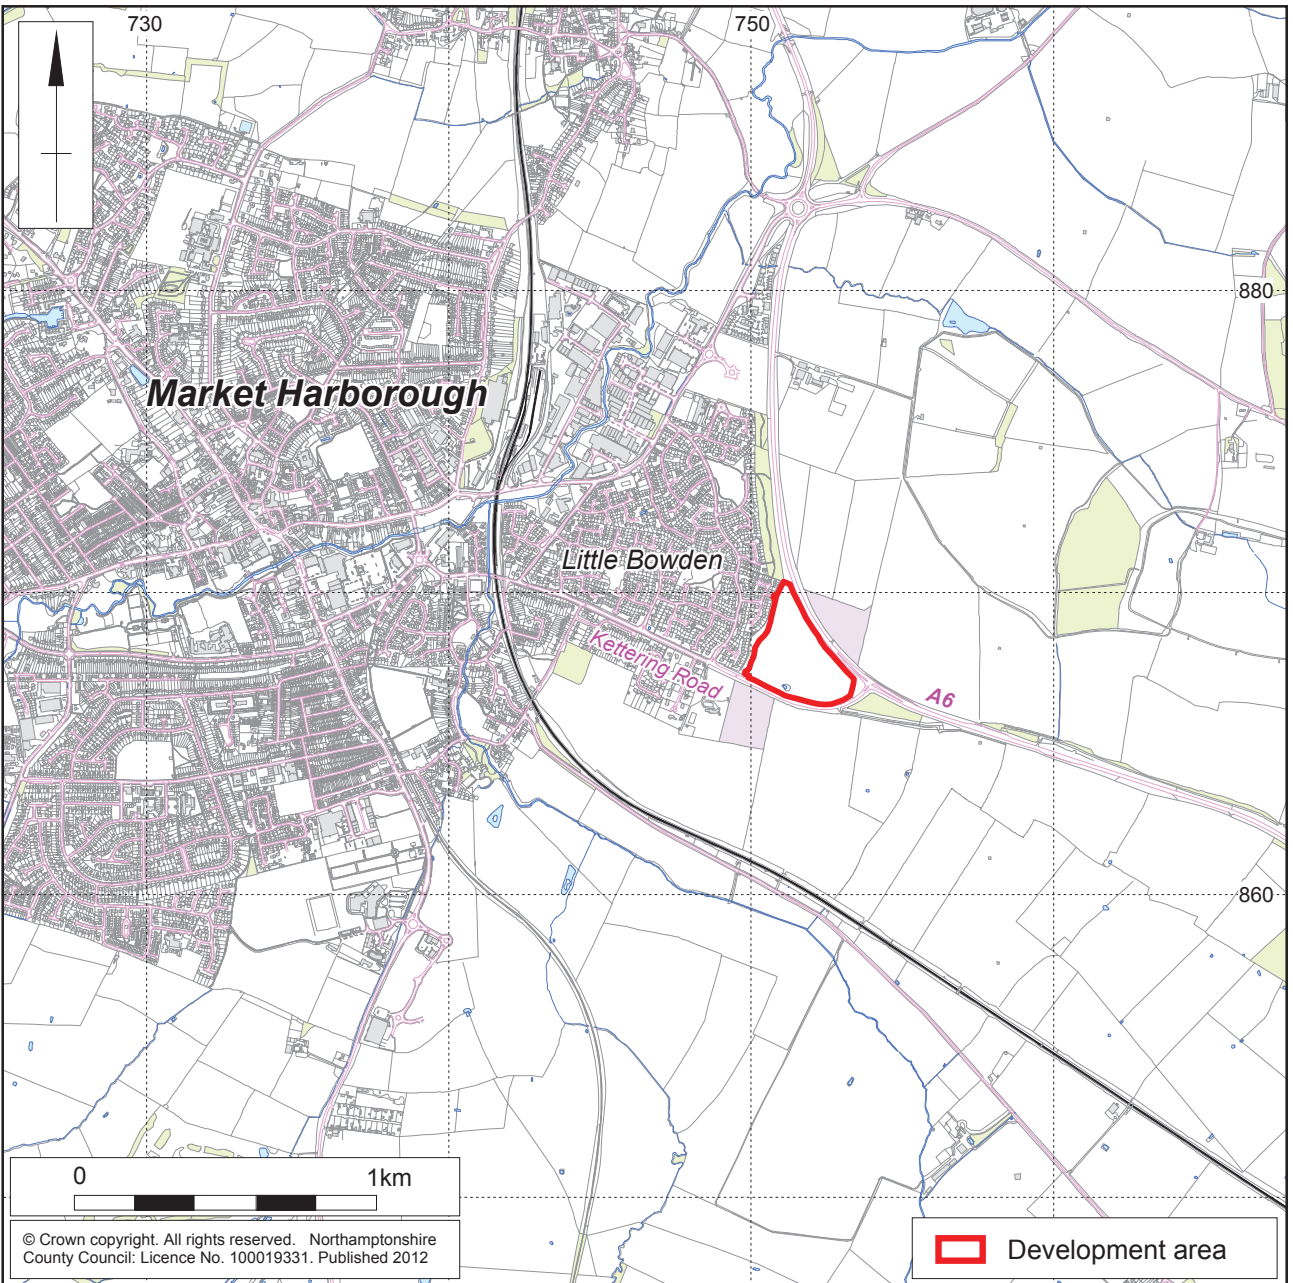 730
750
880
Market Harborough
Little Bowden
Kettering Road
A6
860
0 1km
© Crown copyright. All rights reserved. Northamptonshire
County Council: Licence No. 100019331. Published 2012
Development area